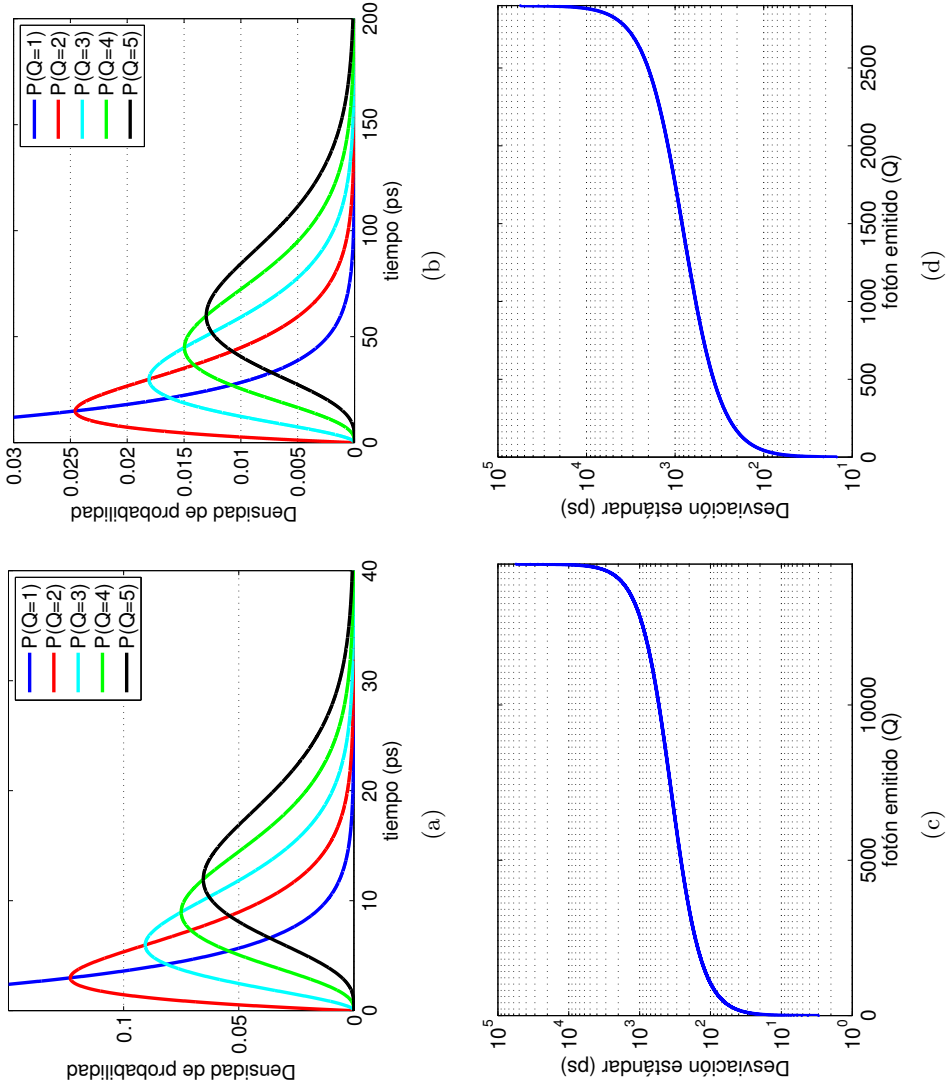 0.1
0.05
0
0
10
20
30
40
Densidad de probabilidad
tiempo (ps)
P(Q=1)
P(Q=2)
P(Q=3)
P(Q=4)
P(Q=5)
(a)
0.03
0.025
0.02
0.015
0.01
0.005
0
0
50
100
150
200
Densidad de probabilidad
tiempo (ps)
P(Q=1)
P(Q=2)
P(Q=3)
P(Q=4)
P(Q=5)
(b)
10^5
10^4
10^3
10^2
10^1
10^0
0
5000
10000
Desviación estándar (ps)
fotón emitido (Q)
(c)
10^5
10^4
10^3
10^2
10^1
0
500
1000
1500
2000
2500
Desviación estándar (ps)
fotón emitido (Q)
(d)